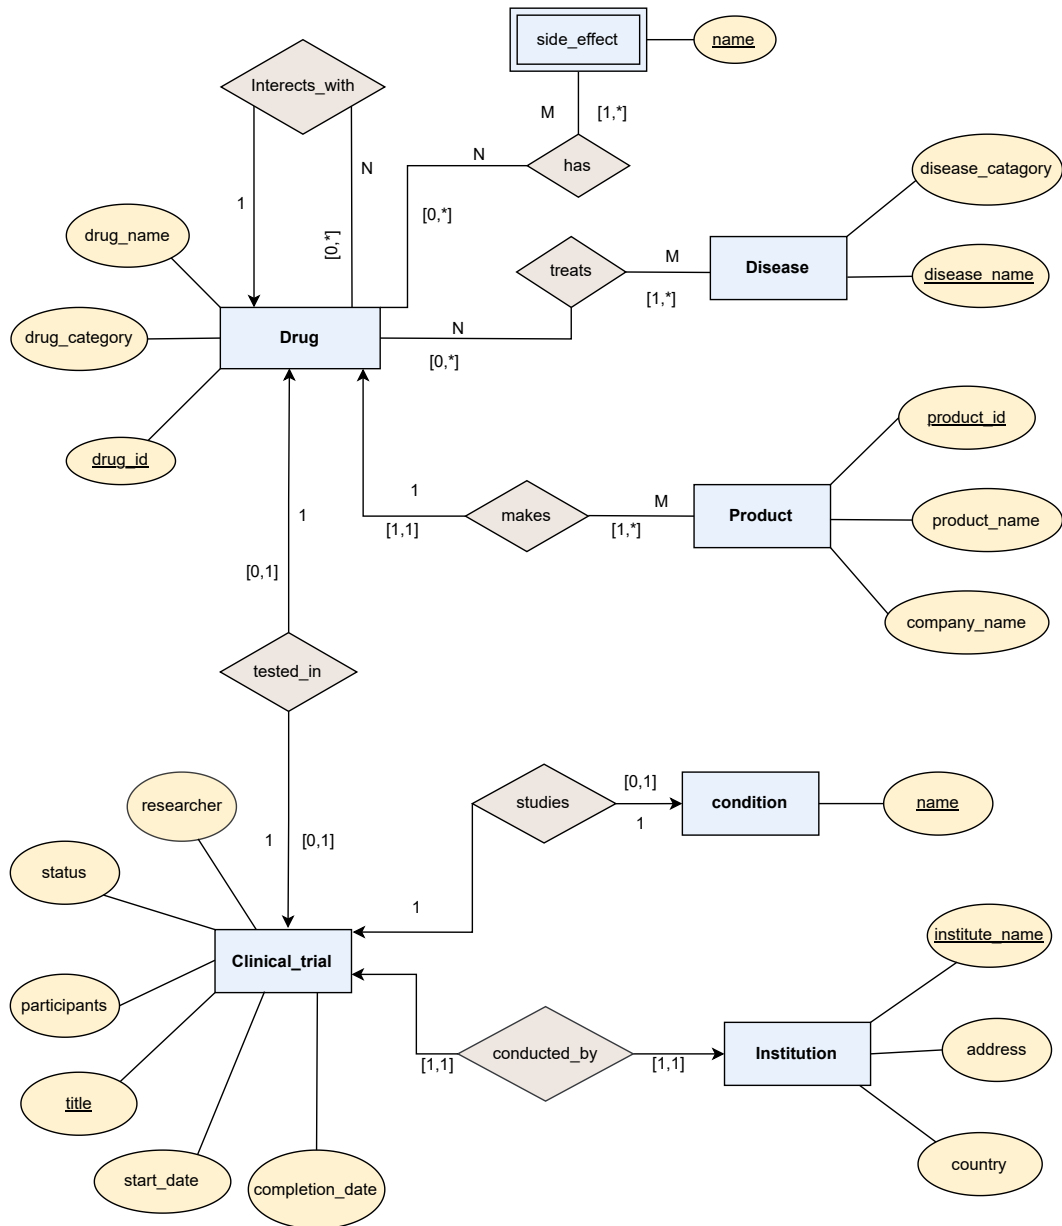 side_effect
name
Interects_with
M
[1,*]
N
has
N
1
[0,*]
[0,*]
disease_catagory
drug_name
treats
M
[1,*]
Disease
disease_name
drug_category
Drug
N
[0,*]
drug_id
product_id
1
[1,1]
makes
M
[1,*]
Product
product_name
company_name
1
[0,1]
tested_in
researcher
studies
[0,1]
1
condition
name
status
1
[0,1]
1
Clinical_trial
institute_name
participants
[1,1]
conducted_by
[1,1]
Institution
address
title
start_date
completion_date
country